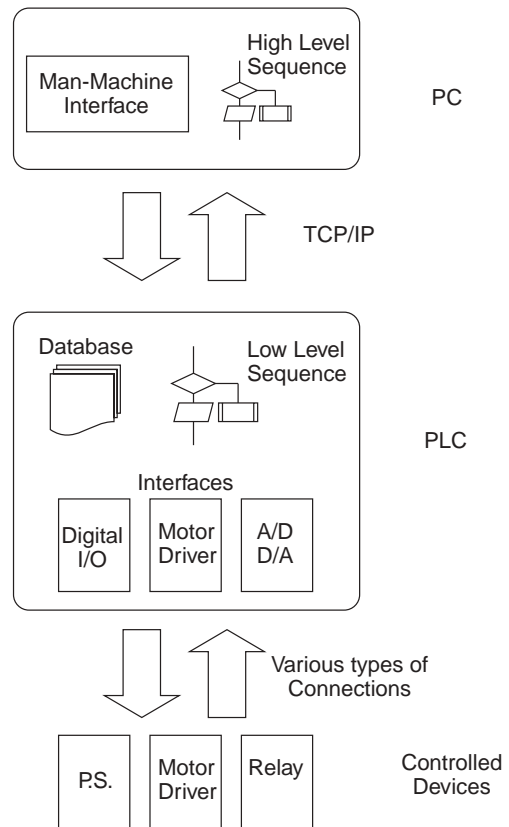 High Level
Sequence
Man-Machine
Interface
PC
TCP/IP
Database
Low Level
Sequence
PLC
Interfaces
Digital
I/O
Motor
Driver
A/D
D/A
Various types of
Connections
P.S.
Motor
Driver
Relay
Controlled
Devices